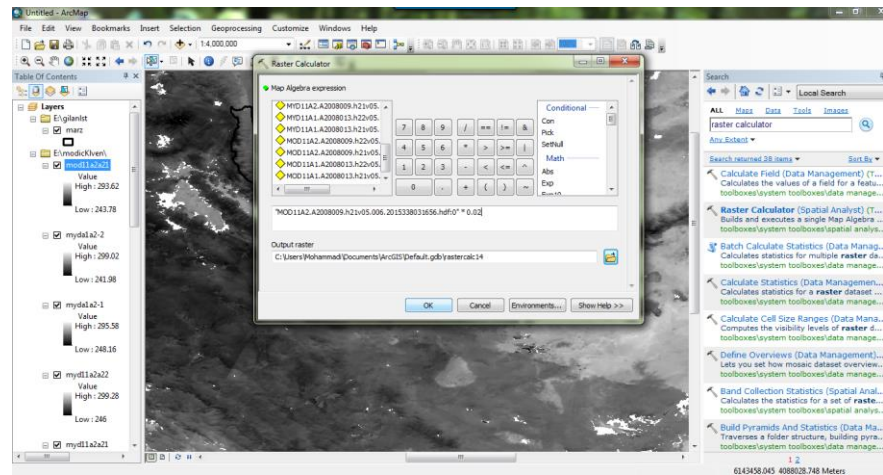 Untitled - ArcMap
File Edit View Bookmarks Insert Selection Geoprocessing Customize Windows Help
1:4,000,000
Table Of Contents
Layers
E:\gilanlst
marz
E:\modicKlven\
mod11a2a21
Value
High : 293.62
Low : 243.78
myda1a2-2
Value
High : 299.02
Low : 241.98
myda1a2-1
Value
High : 295.58
Low : 248.16
myd11a22
Value
High : 299.28
Low : 246
myd11a2a21
Raster Calculator
Map Algebra expression
MYD11A2.A2008009.h21v05.
MYD11A1.A2008013.h22v05.
MYD11A1.A2008013.h21v05.
MYD11A2.A2008009.h22v05.
MOD11A2.A2008009.h21v05.
MOD11A1.A2008013.h22v05.
MOD11A1.A2008013.h21v05.
7 8 9 / == != &
4 5 6 * > >= |
1 2 3 - < <= ^
0 . + ( ) ~
Conditional
Con
Pick
SetNull
Math
Abs
Exp
Exp10
"MOD11A2.A2008009.h21v05.006.2015338031656.hdf:0" * 0.02
Output raster
C:\Users\Mohammadi\Documents\ArcGIS\Default.gdb\rastercalc14
OK Cancel Environments... Show Help >>
Search
Local Search
ALL Maps Data Tools Images
raster calculator
Any Extent
Search returned 38 items Sort By
Calculate Field (Data Management) (T...
Calculates the values of a field for a featu...
toolboxes\system toolboxes\data manage...
Raster Calculator (Spatial Analyst) (T...
Builds and executes a single Map Algebra ...
toolboxes\system toolboxes\spatial analys...
Batch Calculate Statistics (Data Manag...
Calculates statistics for multiple raster da...
toolboxes\system toolboxes\data manage...
Calculate Statistics (Data Managemen...
Calculates statistics for a raster dataset ...
toolboxes\system toolboxes\data manage...
Calculate Cell Size Ranges (Data Mana...
Computes the visibility levels of raster d...
toolboxes\system toolboxes\data manage...
Define Overviews (Data Management)...
Lets you set how mosaic dataset overview...
toolboxes\system toolboxes\data manage...
Band Collection Statistics (Spatial Anal...
Calculates the statistics for a set of raste...
toolboxes\system toolboxes\spatial analys...
Build Pyramids And Statistics (Data Ma...
Traverses a folder structure, building pyra...
toolboxes\system toolboxes\data manage...
1 2
6143458.045 4088028.748 Meters